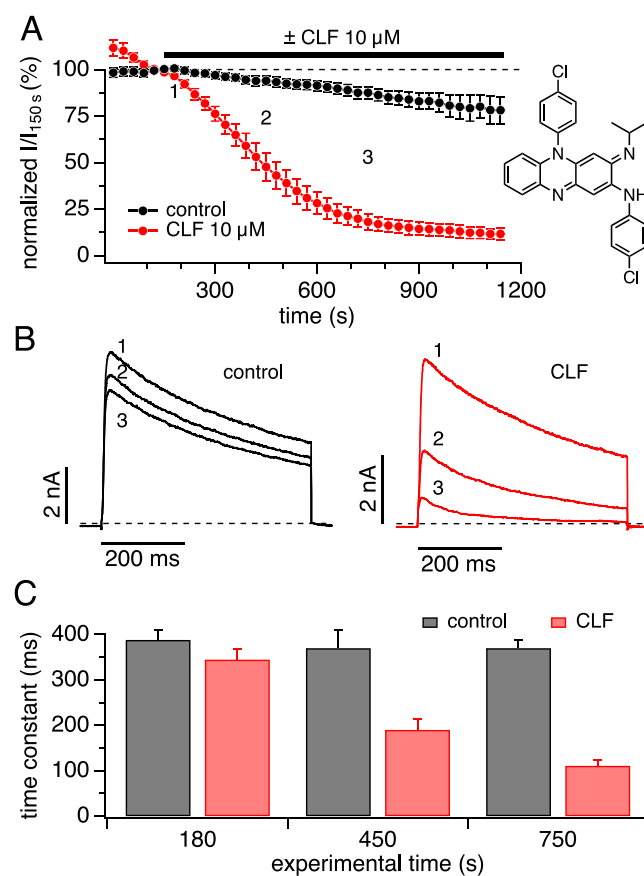 A
± CLF 10 µM
normalized I/I150 s (%)
100
75
50
25
0
1
2
3
control
CLF 10 µM
300
600
900
1200
time (s)
Cl
N
N
N
NH
Cl
B
1
2
3
control
2 nA
200 ms
1
2
3
CLF
2 nA
200 ms
C
control
CLF
time constant (ms)
400
300
200
100
0
180
450
750
experimental time (s)